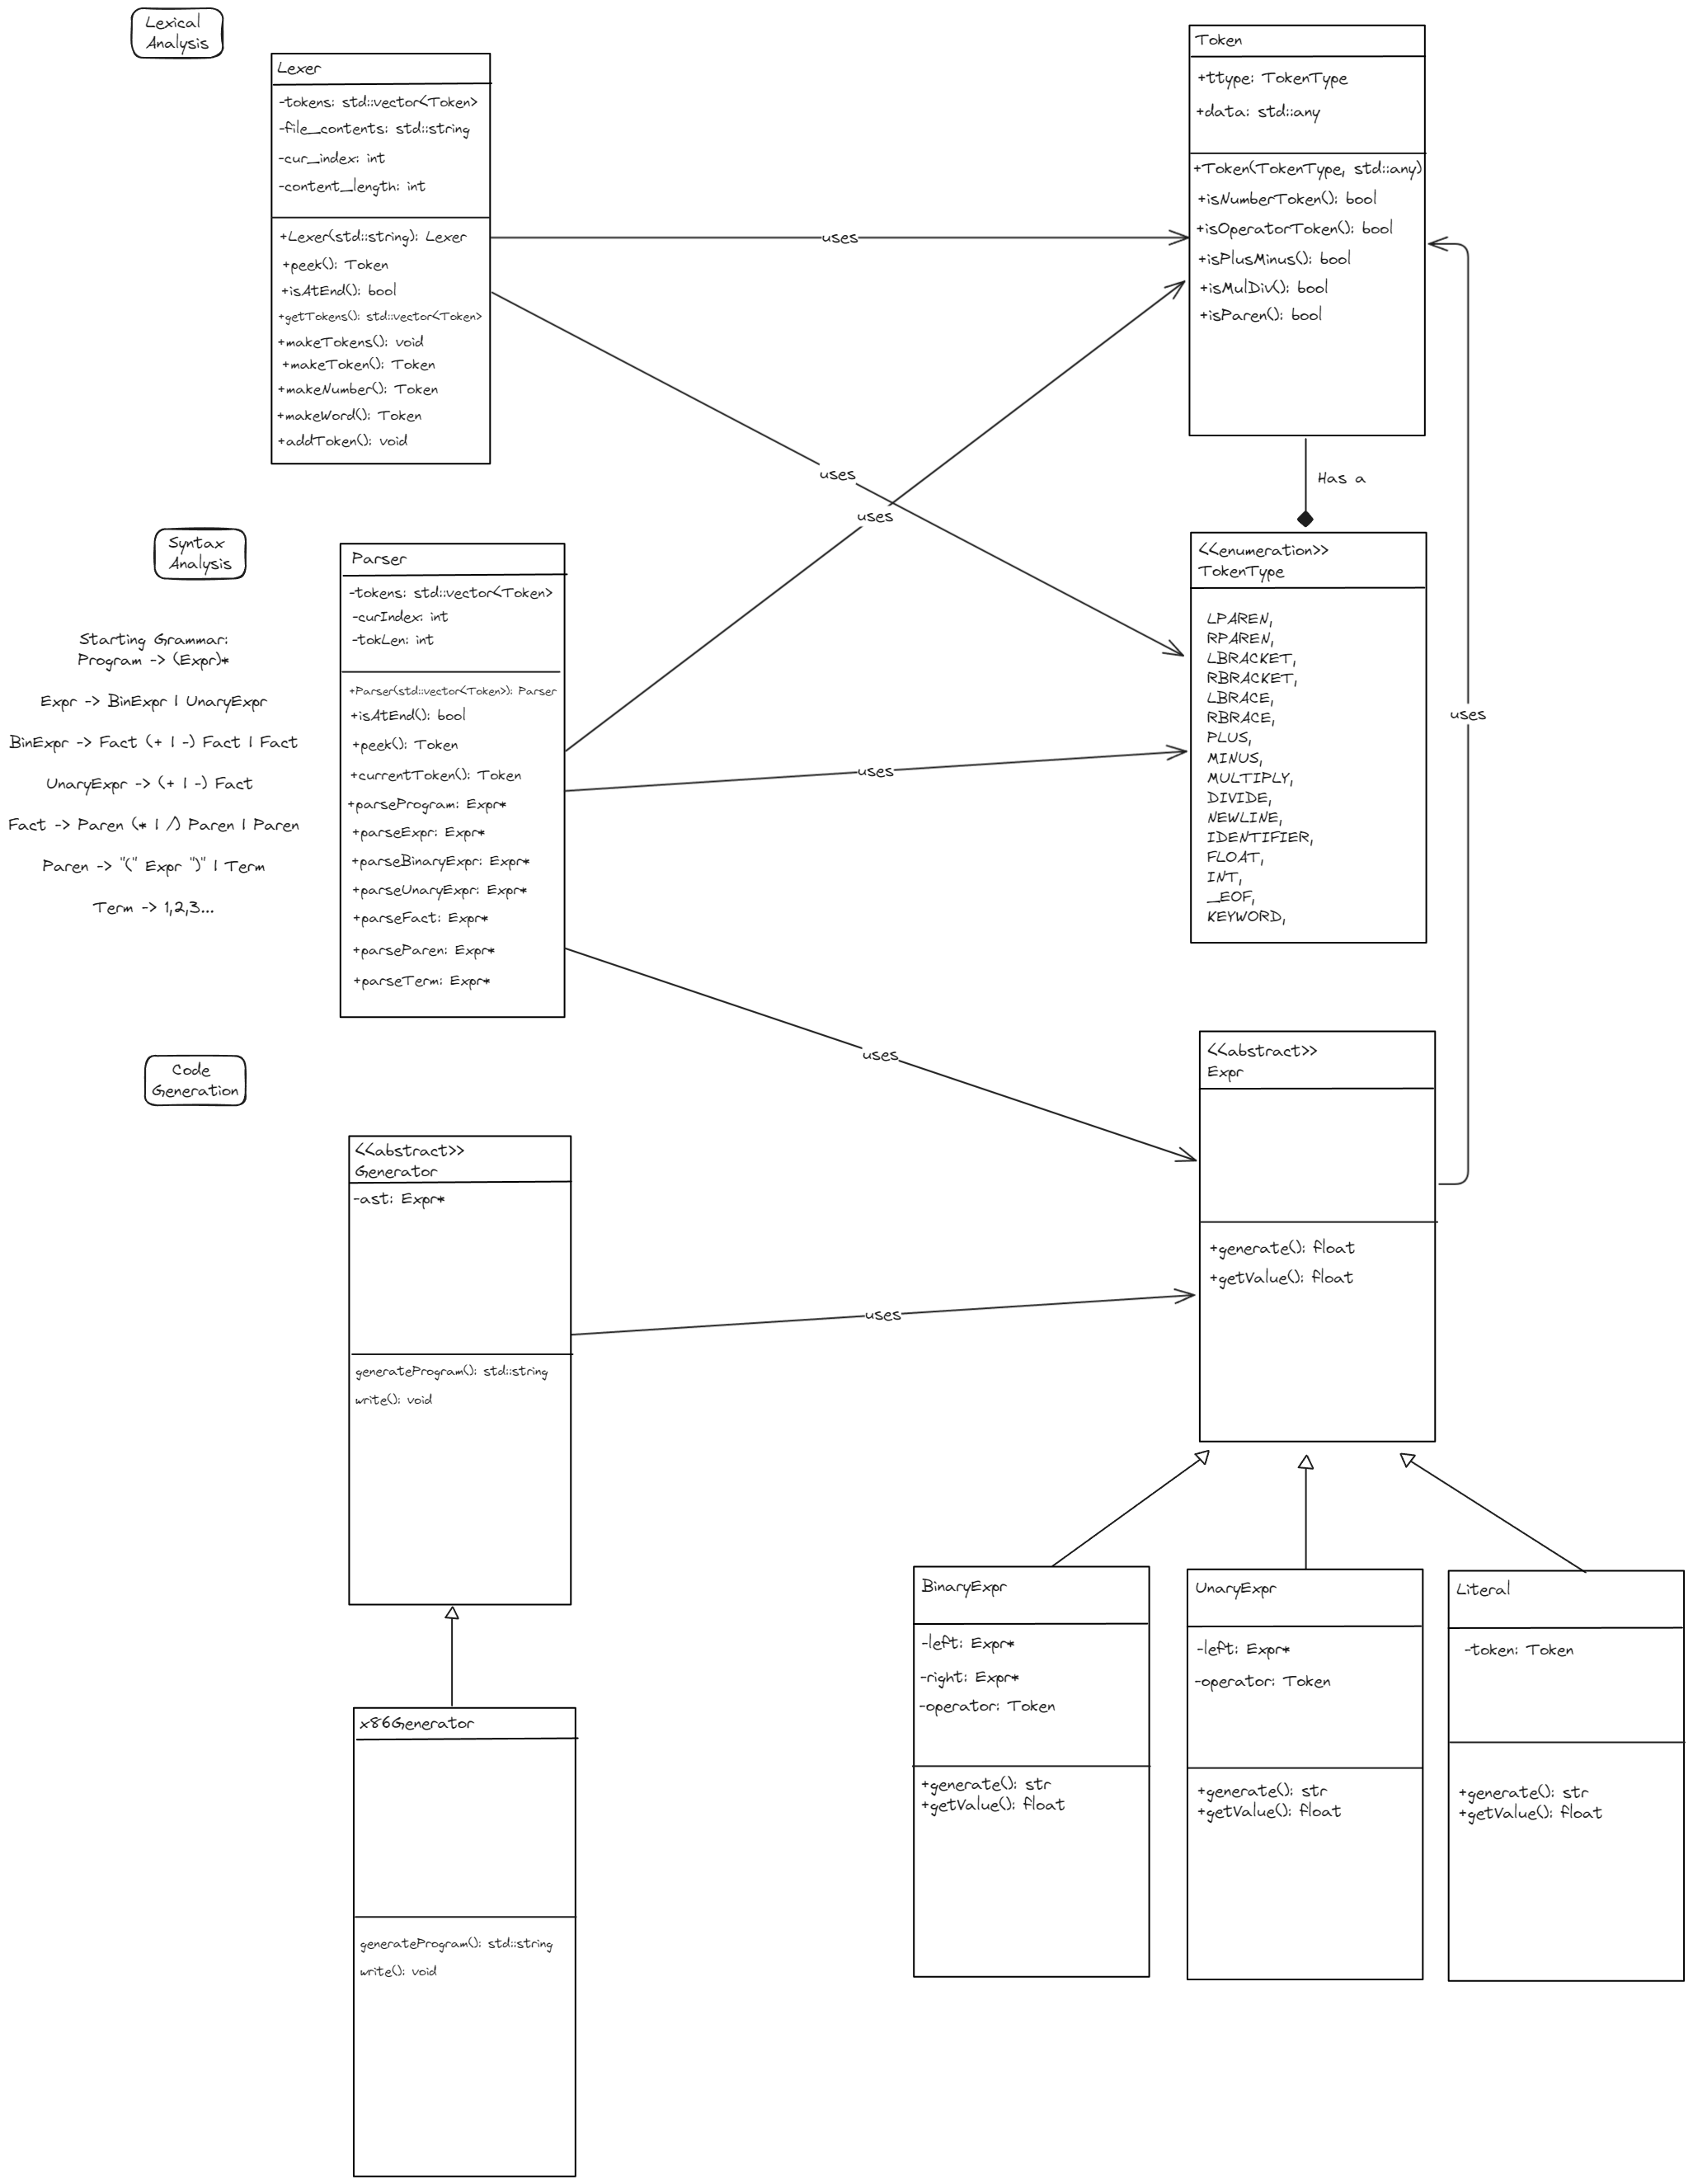 Lexical
Analysis
Lexer
-tokens: std::vector<Token>
-file_contents: std::string
-cur_index: int
-content_length: int
+Lexer(std::string): Lexer
+peek(): Token
+isAtEnd(): bool
+getTokens(): std::vector<Token>
+makeTokens(): void
+makeToken(): Token
+makeNumber(): Token
+makeWord(): Token
+addToken(): void
Token
+ttype: TokenType
+data: std::any
+Token(TokenType, std::any)
+isNumberToken(): bool
+isOperatorToken(): bool
+isPlusMinus(): bool
+isMulDiv(): bool
+isParen(): bool
uses
uses
uses
Has a
Syntax
Analysis
Starting Grammar:
Program -> (Expr)*
Expr -> BinExpr | UnaryExpr
BinExpr -> Fact (+ | -) Fact | Fact
UnaryExpr -> (+ | -) Fact
Fact -> Paren (* | /) Paren | Paren
Paren -> "(" Expr ")" | Term
Term -> 1,2,3...
Parser
-tokens: std::vector<Token>
-curIndex: int
-tokLen: int
+Parser(std::vector<Token>): Parser
+isAtEnd(): bool
+peek(): Token
+currentToken(): Token
+parseProgram: Expr*
+parseExpr: Expr*
+parseBinaryExpr: Expr*
+parseUnaryExpr: Expr*
+parseFact: Expr*
+parseParen: Expr*
+parseTerm: Expr*
<<enumeration>>
TokenType
LPAREN,
RPAREN,
LBRACKET,
RBRACKET,
LBRACE,
RBRACE,
PLUS,
MINUS,
MULTIPLY,
DIVIDE,
NEWLINE,
IDENTIFIER,
FLOAT,
INT,
_EOF,
KEYWORD,
uses
uses
uses
Code
Generation
<<abstract>>
Generator
-ast: Expr*
generateProgram(): std::string
write(): void
<<abstract>>
Expr
+generate(): float
+getValue(): float
uses
x86Generator
generateProgram(): std::string
write(): void
BinaryExpr
-left: Expr*
-right: Expr*
-operator: Token
+generate(): str
+getValue(): float
UnaryExpr
-left: Expr*
-operator: Token
+generate(): str
+getValue(): float
Literal
-token: Token
+generate(): str
+getValue(): float